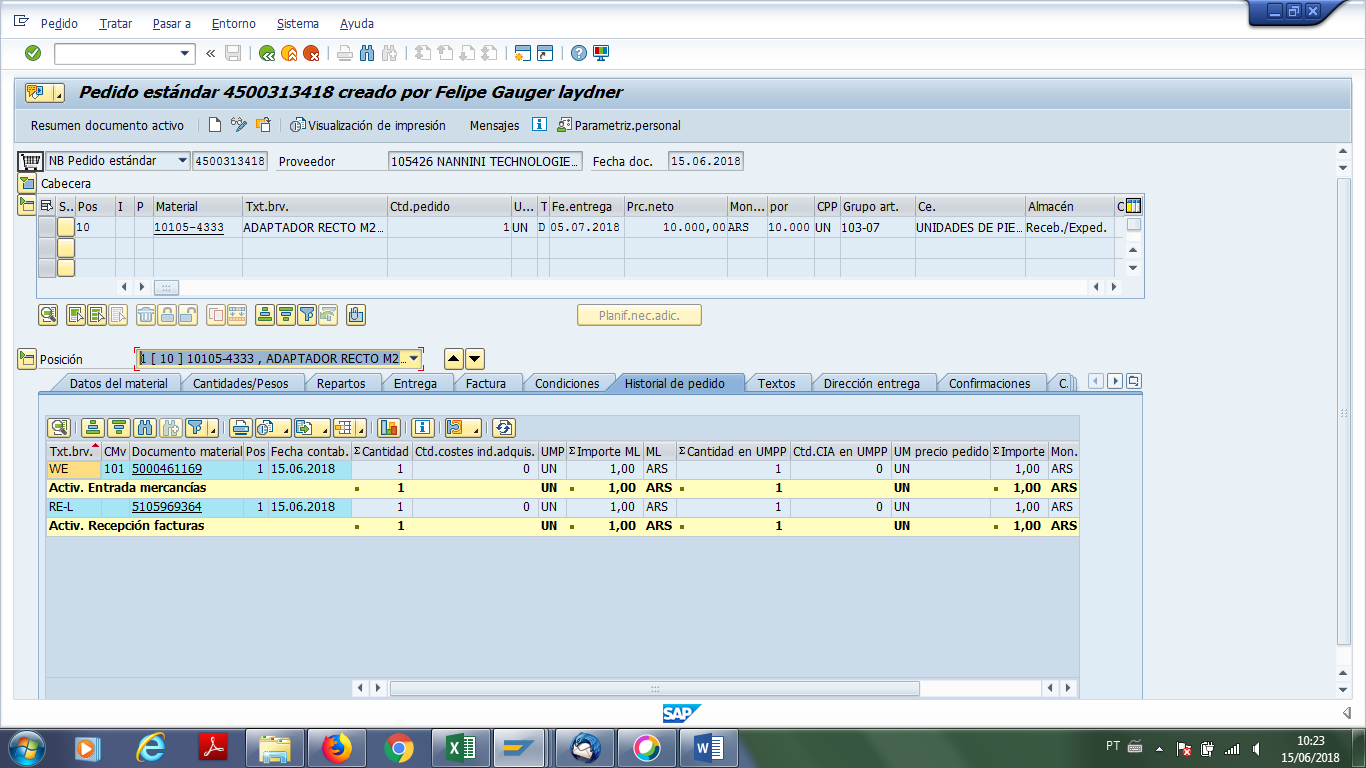 Pedido Tratar Pasar a Entorno Sistema Ayuda
Pedido estándar 4500313418 creado por Felipe Gauger laydner
Resumen documento activo Visualización de impresión Mensajes Parametriz.personal
NB Pedido estándar 4500313418 Proveedor 105426 NANNINI TECHNOLOGIE... Fecha doc. 15.06.2018
Cabecera
S.. Pos I P Material Txt.brv. Ctd.pedido U... T Fe.entrega Prc.neto Mon... por CPP Grupo art. Ce. Almacén C
10 10105-4333 ADAPTADOR RECTO M2... 1 UN D 05.07.2018 10.000,00 ARS 10.000 UN 103-07 UNIDADES DE PIE... Receb./Exped.
Planif.nec.adic.
Posición 1 [ 10 ] 10105-4333 , ADAPTADOR RECTO M2...
Datos del material Cantidades/Pesos Repartos Entrega Factura Condiciones Historial de pedido Textos Dirección entrega Confirmaciones C.
Txt.brv. CMv Documento material Pos Fecha contab. Σ Cantidad Ctd.costes ind.adquis. UMP Σ Importe ML ML Σ Cantidad en UMPP Ctd.CIA en UMPP UM precio pedido Σ Importe Mon.
WE 101 5000461169 1 15.06.2018 1 0 UN 1,00 ARS 1 0 UN 1,00 ARS
Activ. Entrada mercancías 1 UN 1,00 ARS 1 UN 1,00 ARS
RE-L 5105969364 1 15.06.2018 1 0 UN 1,00 ARS 1 0 UN 1,00 ARS
Activ. Recepción facturas 1 UN 1,00 ARS 1 UN 1,00 ARS
SAP
PT 10:23
15/06/2018